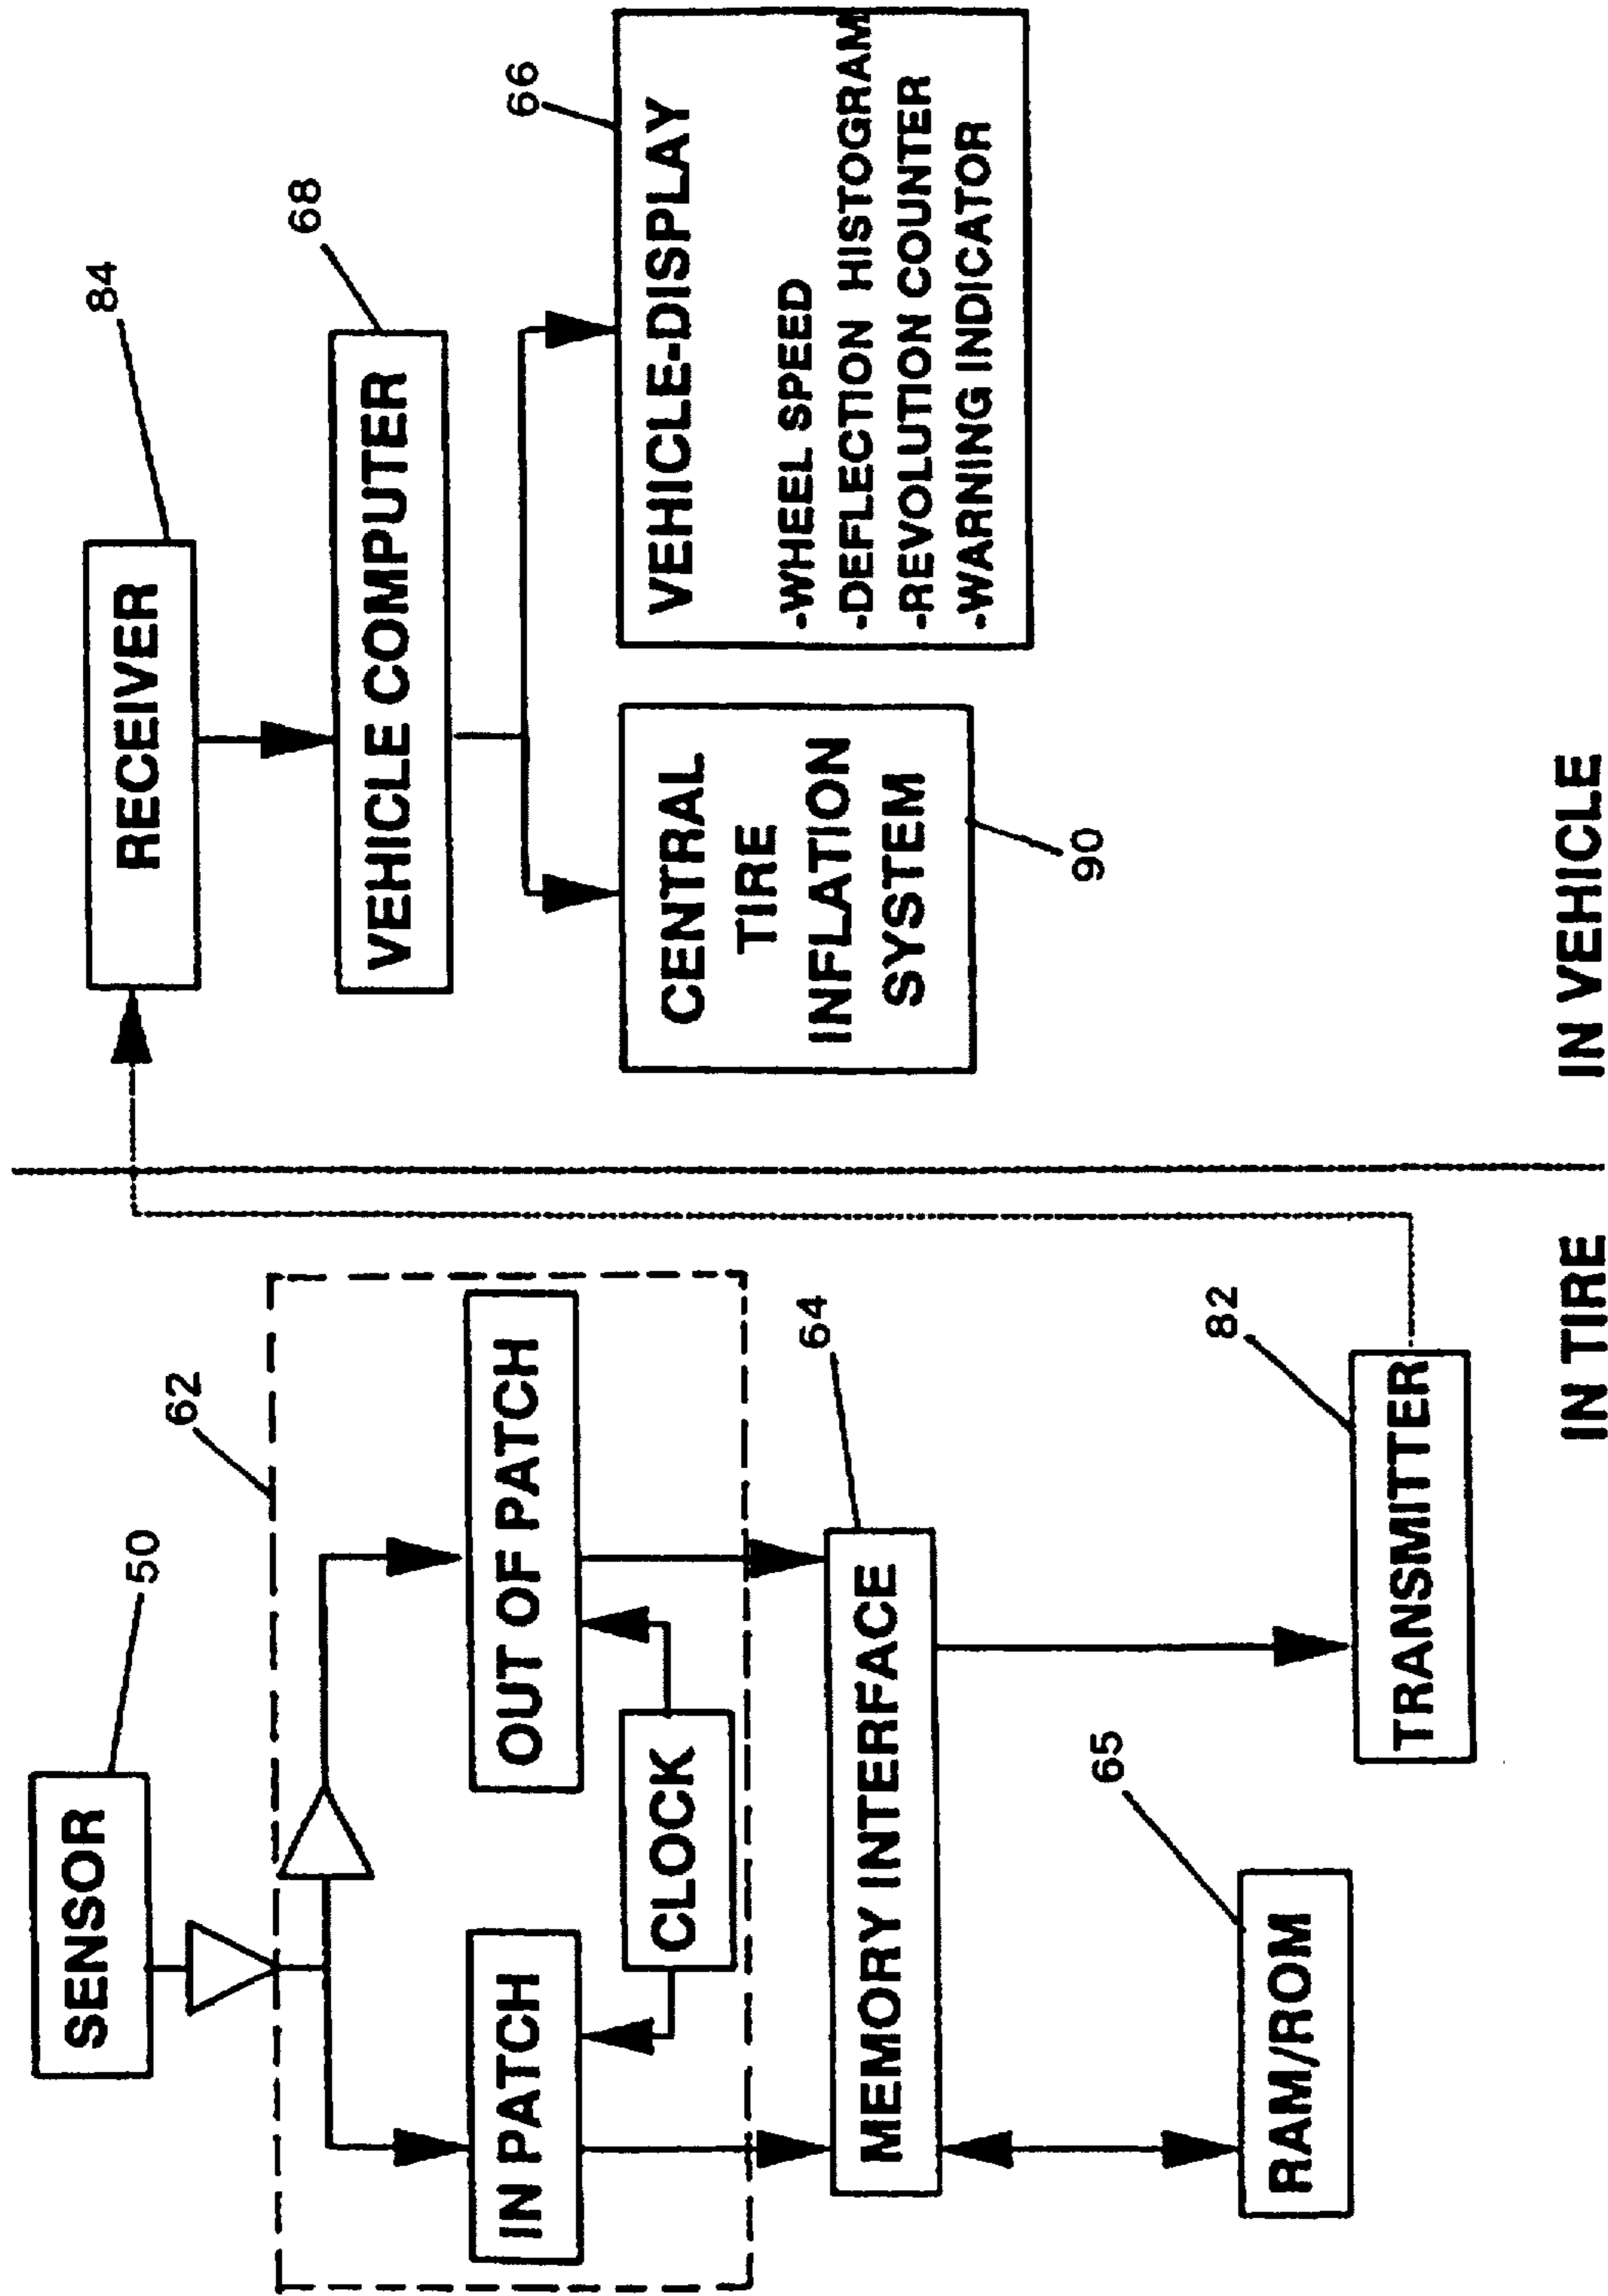 SENSOR
50
62
IN PATCH
OUT OF PATCH
CLOCK
64
MEMORY INTERFACE
65
RAM/ROM
82
TRANSMITTER
IN TIRE
84
RECEIVER
68
VEHICLE COMPUTER
CENTRAL
TIRE
INFLATION
SYSTEM
90
66
VEHICLE-DISPLAY
-WHEEL SPEED
-DEFLECTION HISTOGRAM
-REVOLUTION COUNTER
-WARNING INDICATOR
IN VEHICLE